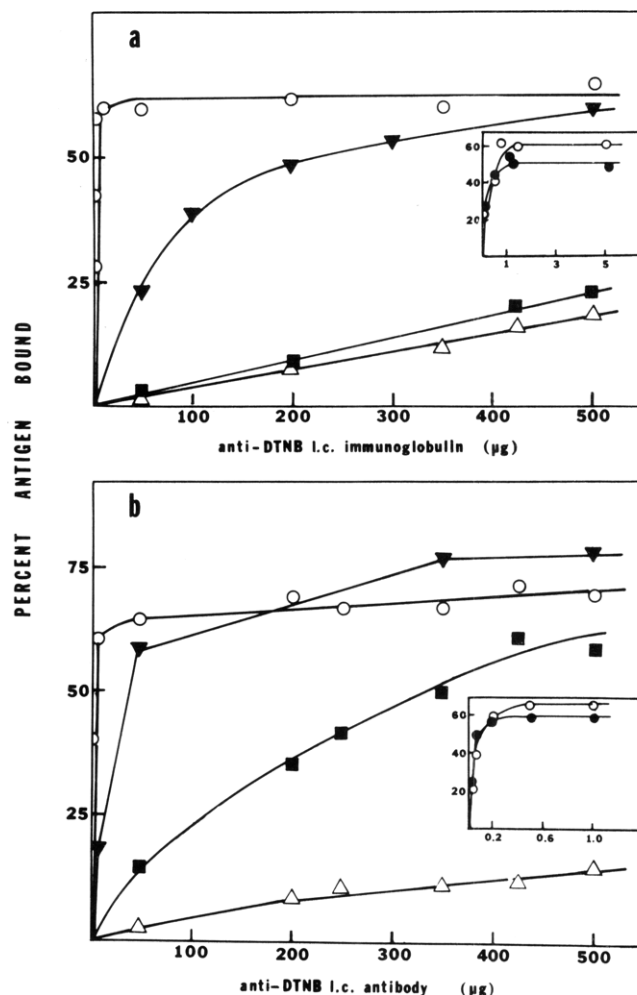 a
50
25
60
40
20
1 3 5
100 200 300 400 500
anti-DTNB l.c. immunoglobulin (µg)
PERCENT ANTIGEN BOUND
b
75
50
25
60
40
20
0.2 0.6 1.0
100 200 300 400 500
anti-DTNB l.c. antibody (µg)